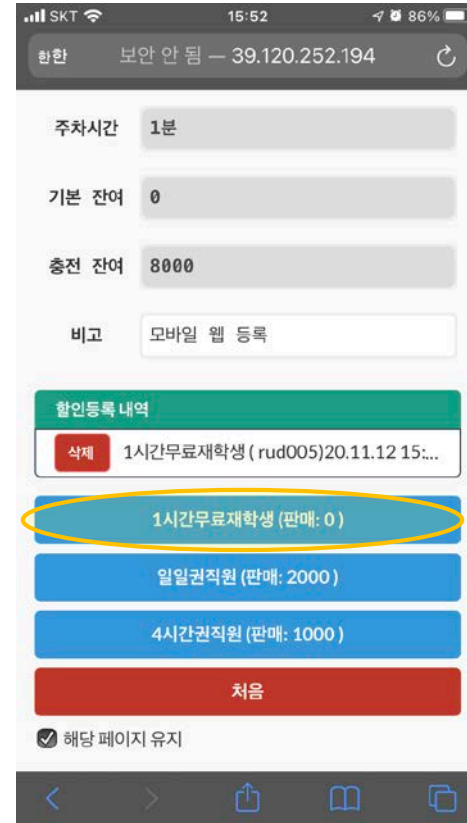 SKT 15:52 86%
한한 보안 안 됨 — 39.120.252.194
주차시간 1분
기본 잔여 0
충전 잔여 8000
비고 모바일 웹 등록
할인등록 내역
삭제 1시간무료재학생 ( rud005)20.11.12 15:...
1시간무료재학생 (판매: 0 )
일일권직원 (판매: 2000 )
4시간권직원 (판매: 1000 )
처음
해당 페이지 유지